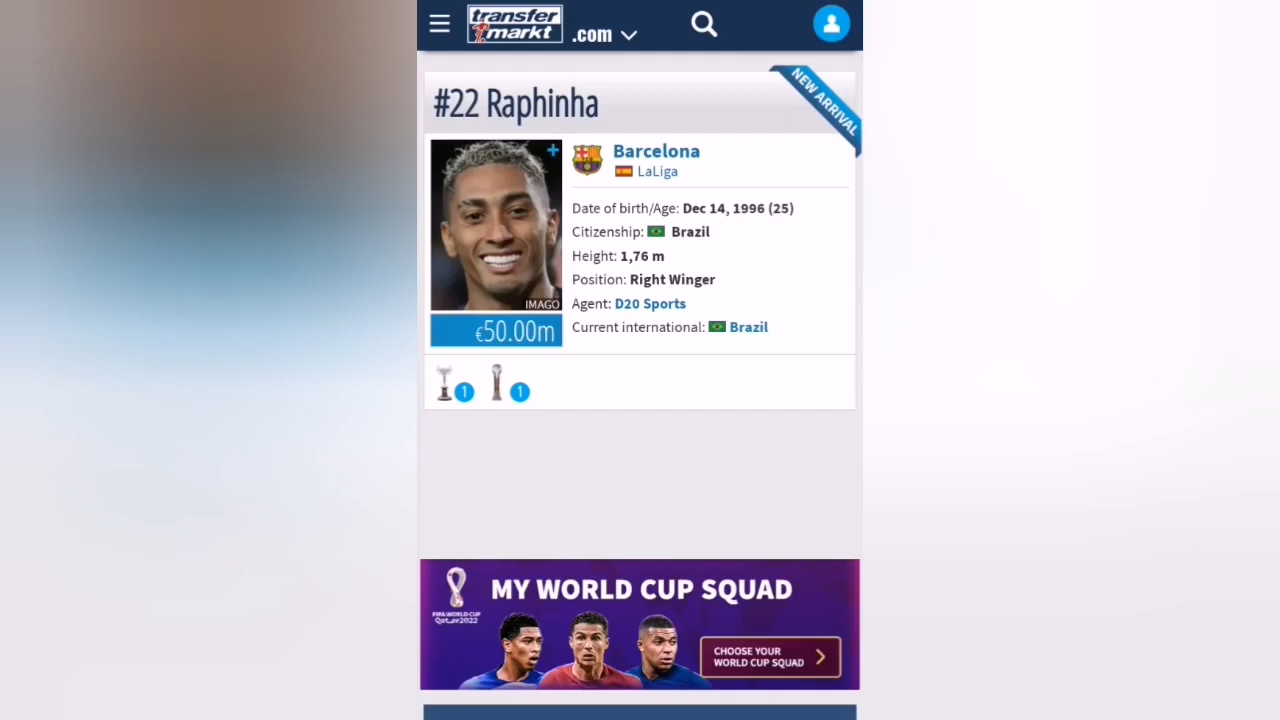 transfer
markt
.com
NEW ARRIVAL
#22 Raphinha
Barcelona
LaLiga
Date of birth/Age: Dec 14, 1996 (25)
Citizenship: Brazil
Height: 1,76 m
Position: Right Winger
Agent: D20 Sports
Current international: Brazil
IMAGO
€50.00m
1 1
MY WORLD CUP SQUAD
FIFA WORLD CUP
Qatar2022
CHOOSE YOUR
WORLD CUP SQUAD